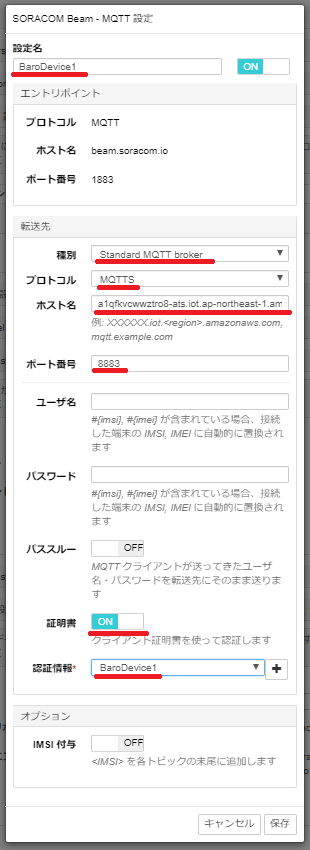 SORACOM Beam - MQTT 設定
設定名
BaroDevice1
ON
エントリポイント
プロトコル MQTT
ホスト名 beam.soracom.io
ポート番号 1883
転送先
種別 Standard MQTT broker
プロトコル MQTTS
ホスト名 a1qfkvcwwztro8-ats.iot.ap-northeast-1.am
例: XXXXXX.iot.<region>.amazonaws.com,
mqtt.example.com
ポート番号 8883
ユーザ名
#{imsi}, #{imei} が含まれている場合、接続
した端末の IMSI, IMEI に自動的に置換され
ます
パスワード
#{imsi}, #{imei} が含まれている場合、接続
した端末の IMSI, IMEI に自動的に置換され
ます
パススルー OFF
MQTT クライアントが送ってきたユーザ
名・パスワードを転送先にそのまま送りま
す
証明書 ON
クライアント証明書を使って認証します
認証情報* BaroDevice1
オプション
IMSI 付与 OFF
<IMSI> を各トピックの末尾に追加します
キャンセル 保存